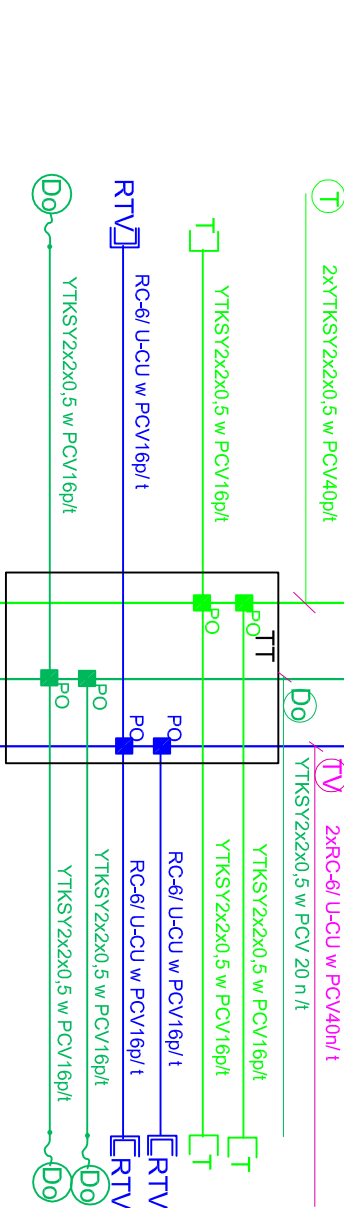 T
2xYTKSY2x2x0,5 w PCV40p/t
T
YTKSY2x2x0,5 w PCV16p/t
RTV
RC-6/ U-CU w PCV16p/ t
Do
YTKSY2x2x0,5 w PCV16p/t
TT
PO
PO
PO
PO
PO
PO
TV
2xRC-6/ U-CU w PCV40n/ t
Do
YTKSY2x2x0,5 w PCV 20 n /t
YTKSY2x2x0,5 w PCV16p/t
T
YTKSY2x2x0,5 w PCV16p/t
T
RC-6/ U-CU w PCV16p/ t
RTV
RC-6/ U-CU w PCV16p/ t
RTV
YTKSY2x2x0,5 w PCV16p/t
Do
YTKSY2x2x0,5 w PCV16p/t
Do